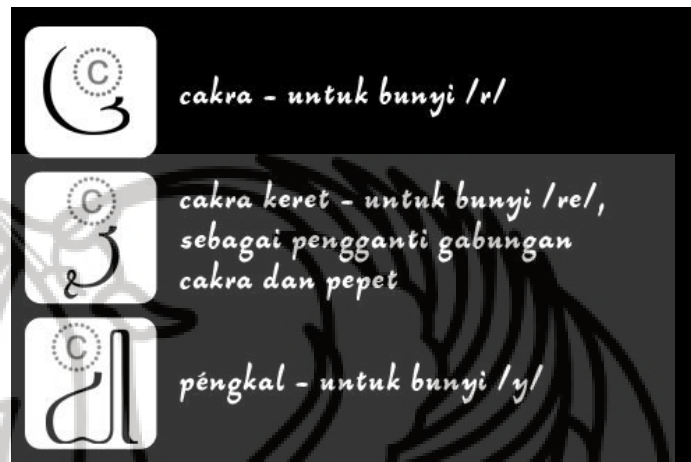 C
cakra - untuk bunyi /r/
C
cakra keret - untuk bunyi /re/,
sebagai pengganti gabungan
cakra dan pepet
C
péngkal - untuk bunyi /y/